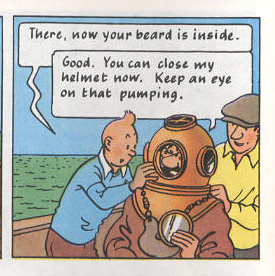 There, now your beard is inside.
Good. You can close my
helmet now. Keep an eye
on that pumping.